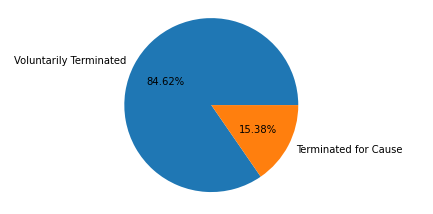 Voluntarily Terminated
84.62%
15.38%
Terminated for Cause